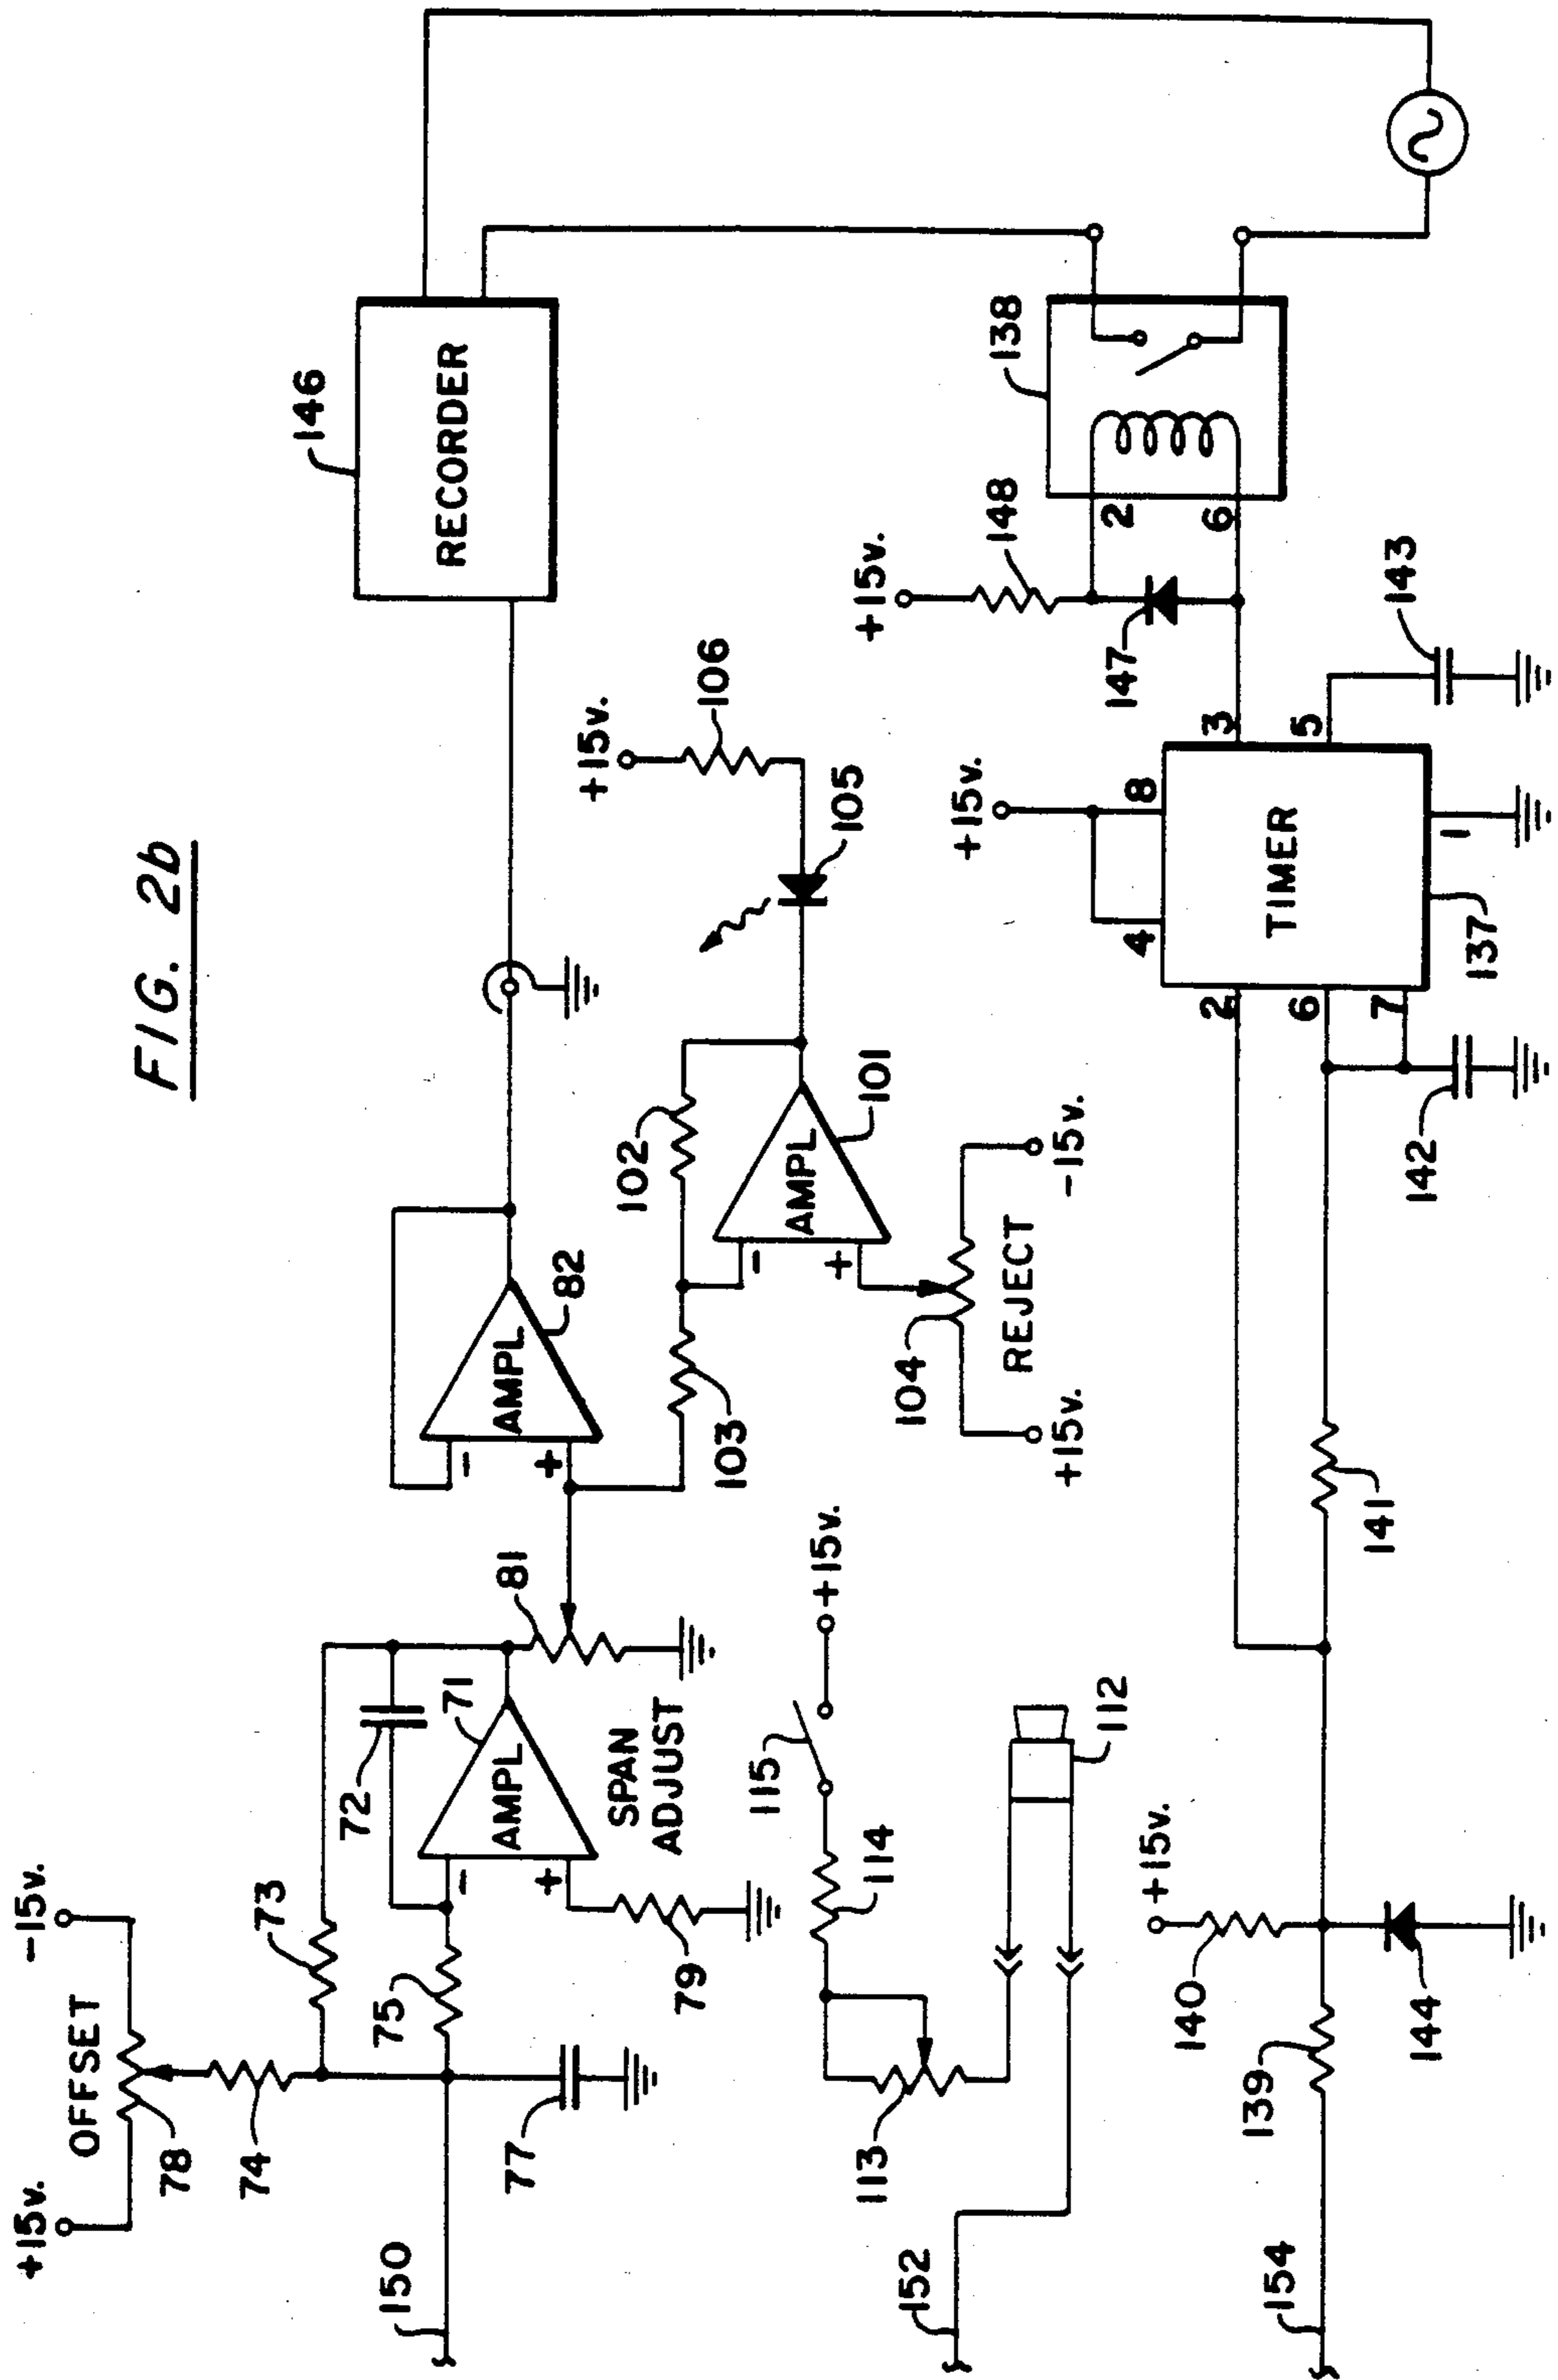 FIG. 2b
+15v.
-15v.
OFFSET
78
74
73
72
75
71
AMPL
-
+
79
77
150
SPAN
ADJUST
81
AMPL
-
+
82
146
RECORDER
103
102
AMPL
-
+
101
104
REJECT
+15v.
-15v.
105
106
+15v.
115
+15v.
114
113
112
152
154
139
140
+15v.
144
141
142
2
6
7
4
8
+15v.
TIMER
137
1
3
5
143
147
148
+15v.
2
6
138